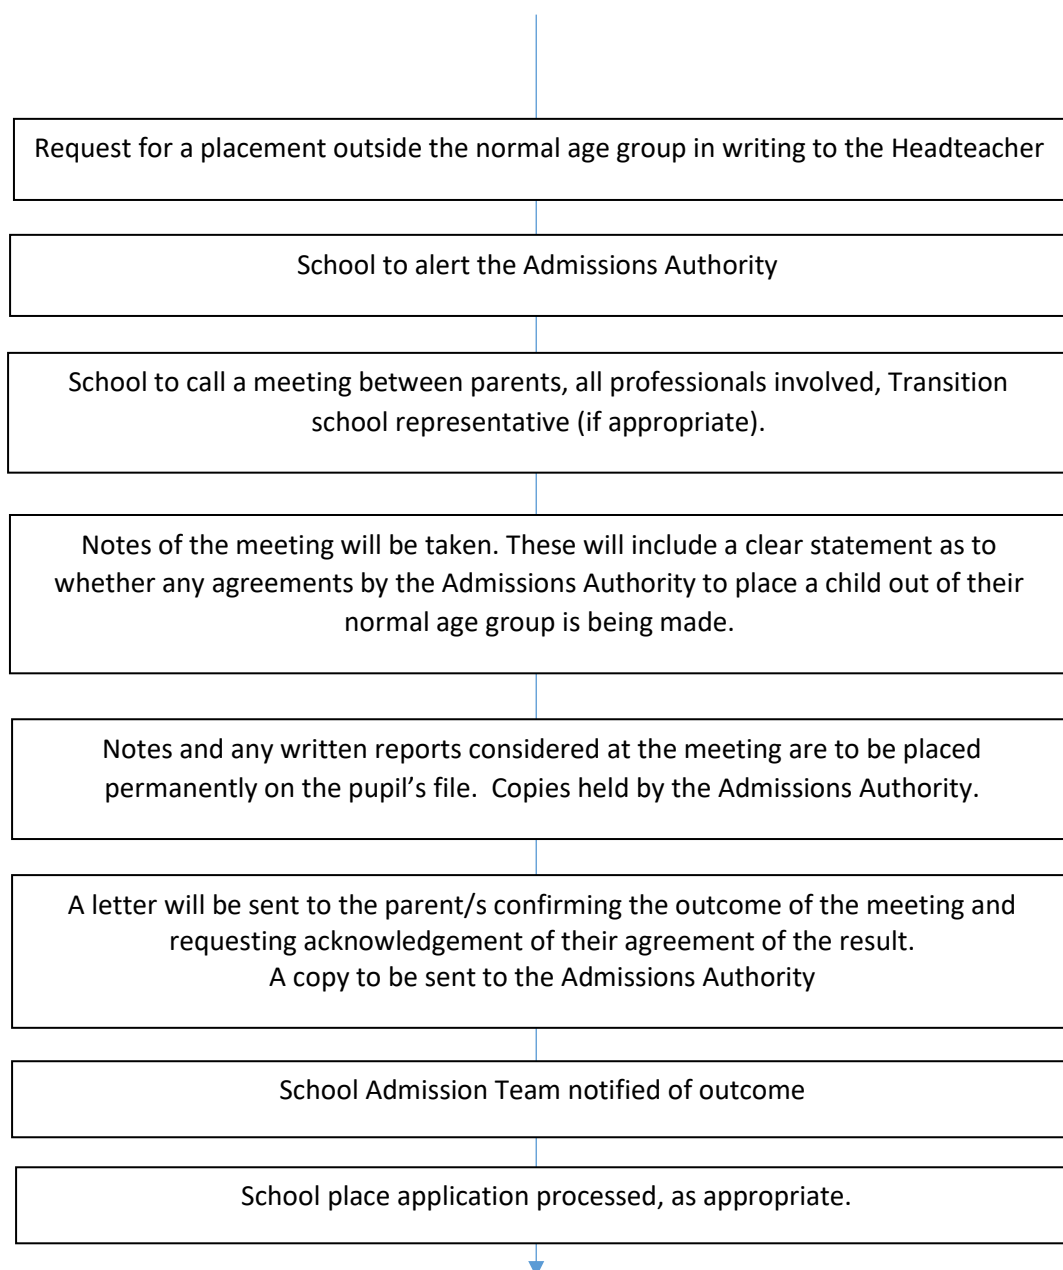 Request for a placement outside the normal age group in writing to the Headteacher
School to alert the Admissions Authority
School to call a meeting between parents, all professionals involved, Transition
school representative (if appropriate).
Notes of the meeting will be taken. These will include a clear statement as to
whether any agreements by the Admissions Authority to place a child out of their
normal age group is being made.
Notes and any written reports considered at the meeting are to be placed
permanently on the pupil’s file.  Copies held by the Admissions Authority.
A letter will be sent to the parent/s confirming the outcome of the meeting and
requesting acknowledgement of their agreement of the result.
A copy to be sent to the Admissions Authority
School Admission Team notified of outcome
School place application processed, as appropriate.